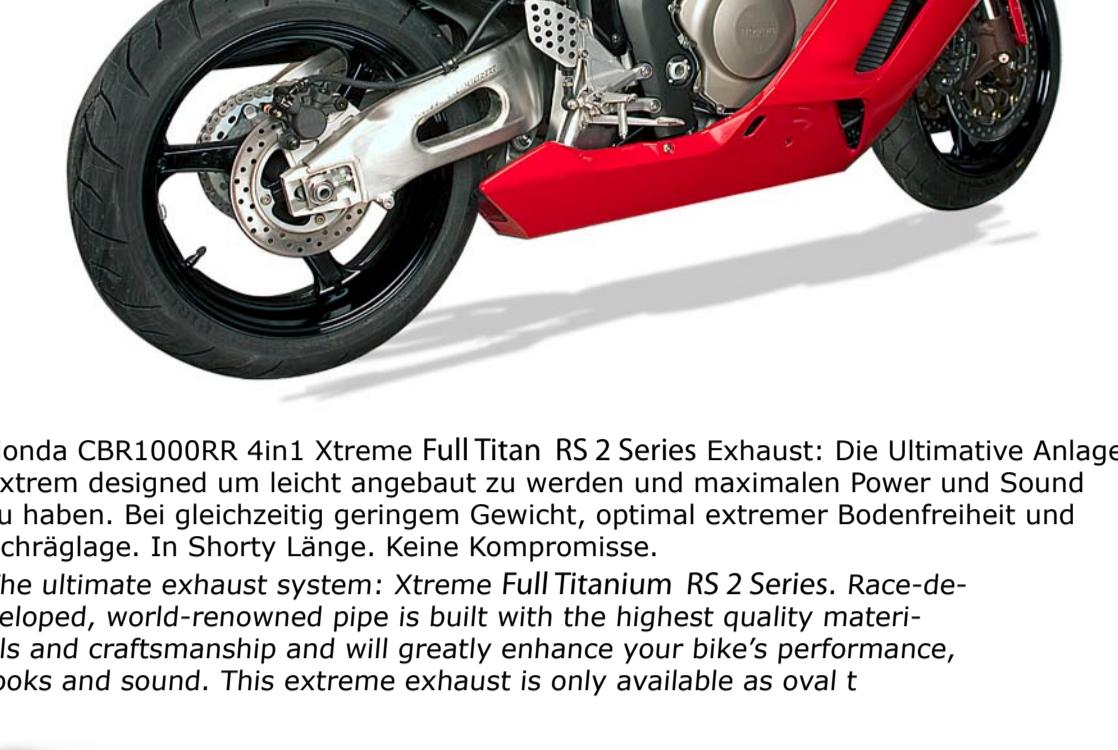 onda CBR1000RR 4in1 Xtreme Full Titan RS 2 Series Exhaust: Die Ultimative Anlage
xtrem designed um leicht angebaut zu werden und maximalen Power und Sound
u haben. Bei gleichzeitig geringem Gewicht, optimal extremer Bodenfreiheit und
chräglage. In Shorty Länge. Keine Kompromisse.
he ultimate exhaust system: Xtreme Full Titanium RS 2 Series. Race-de-
eloped, world-renowned pipe is built with the highest quality materi-
ls and craftsmanship and will greatly enhance your bike’s performance,
ooks and sound. This extreme exhaust is only available as oval t